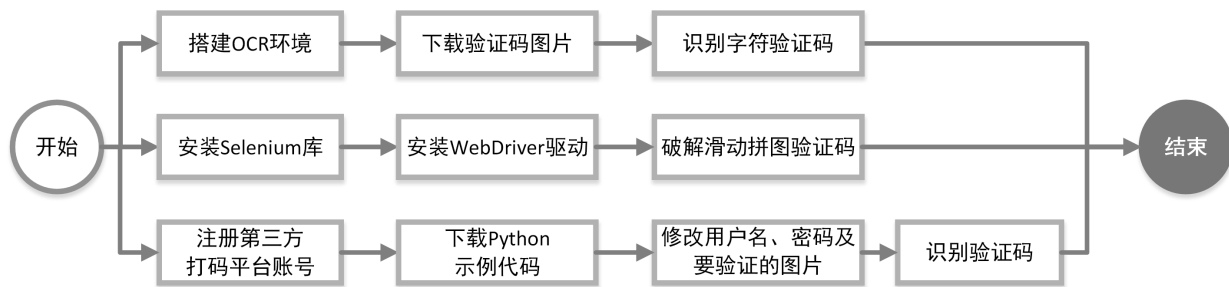 开始
搭建OCR环境
下载验证码图片
识别字符验证码
安装Selenium库
安装WebDriver驱动
破解滑动拼图验证码
注册第三方
打码平台账号
下载Python
示例代码
修改用户名、密码及
要验证的图片
识别验证码
结束